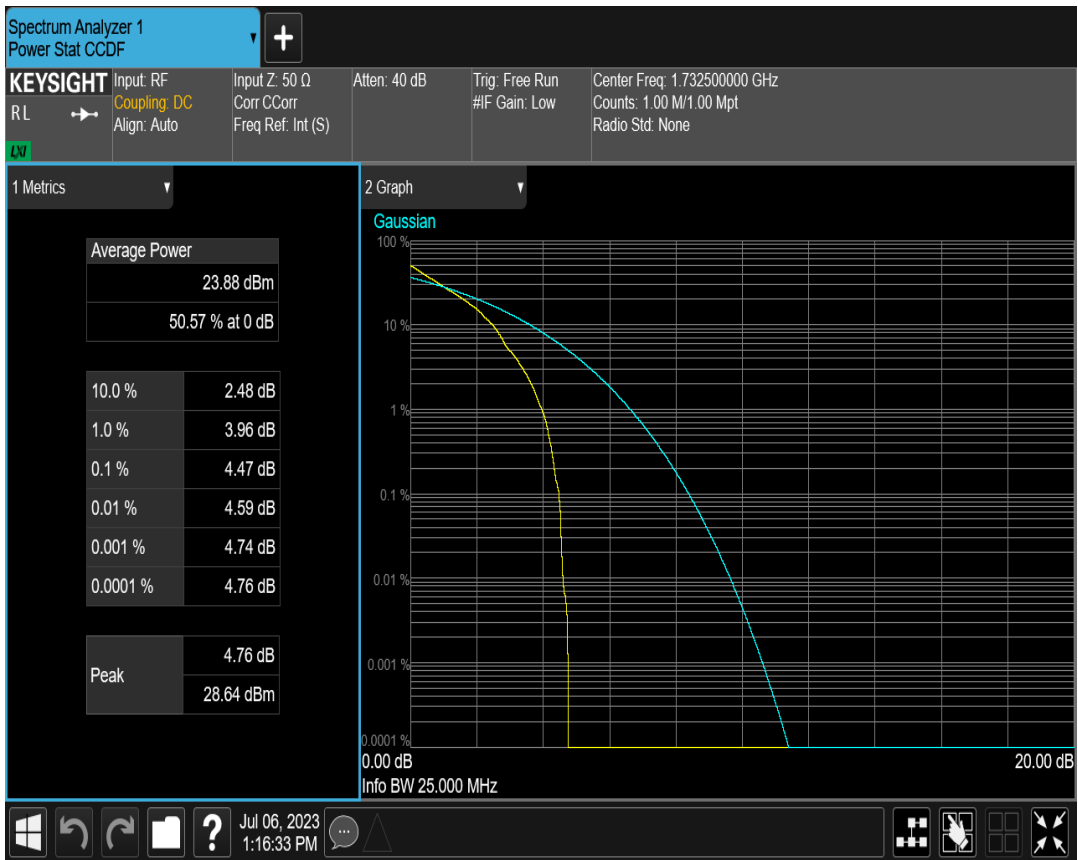 Spectrum Analyzer 1
Power Stat CCDF
KEYSIGHT
RL
LXI
Input: RF
Coupling: DC
Align: Auto
Input Z: 50 Ω
Corr CCorr
Freq Ref: Int (S)
Atten: 40 dB
Trig: Free Run
#IF Gain: Low
Center Freq: 1.732500000 GHz
Counts: 1.00 M/1.00 Mpt
Radio Std: None
1 Metrics
Average Power
23.88 dBm
50.57 % at 0 dB
10.0 % 2.48 dB
1.0 % 3.96 dB
0.1 % 4.47 dB
0.01 % 4.59 dB
0.001 % 4.74 dB
0.0001 % 4.76 dB
Peak
4.76 dB
28.64 dBm
2 Graph
Gaussian
100 %
10 %
1 %
0.1 %
0.01 %
0.001 %
0.0001 %
0.00 dB 20.00 dB
Info BW 25.000 MHz
?
Jul 06, 2023
1:16:33 PM